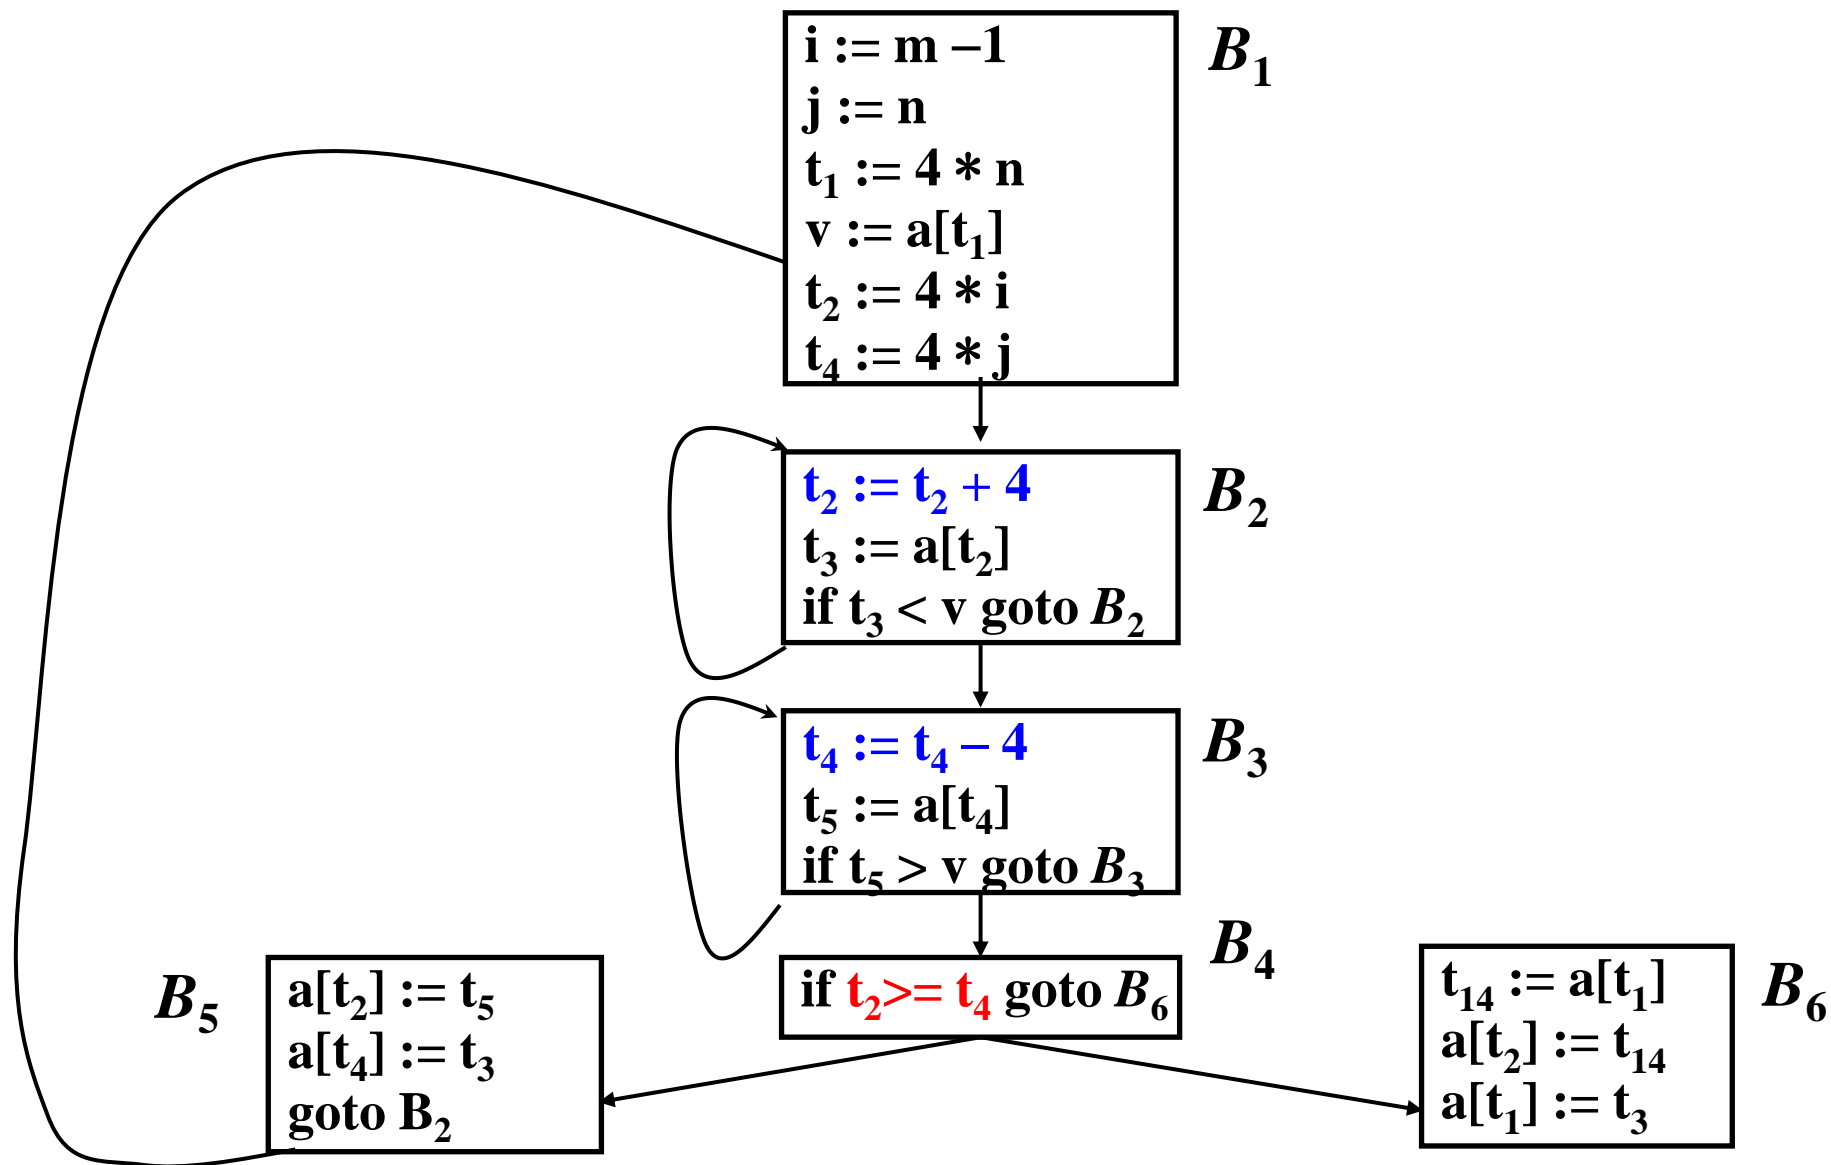 i := m –1
j := n
t1 := 4 * n
v := a[t1]
t2 := 4 * i
t4 := 4 * j
B1
t2 := t2 + 4
t3 := a[t2]
if t3 < v goto B2
B2
t4 := t4 – 4
t5 := a[t4]
if t5 > v goto B3
B3
if t2>= t4 goto B6
B4
B5
a[t2] := t5
a[t4] := t3
goto B2
t14 := a[t1]
a[t2] := t14
a[t1] := t3
B6